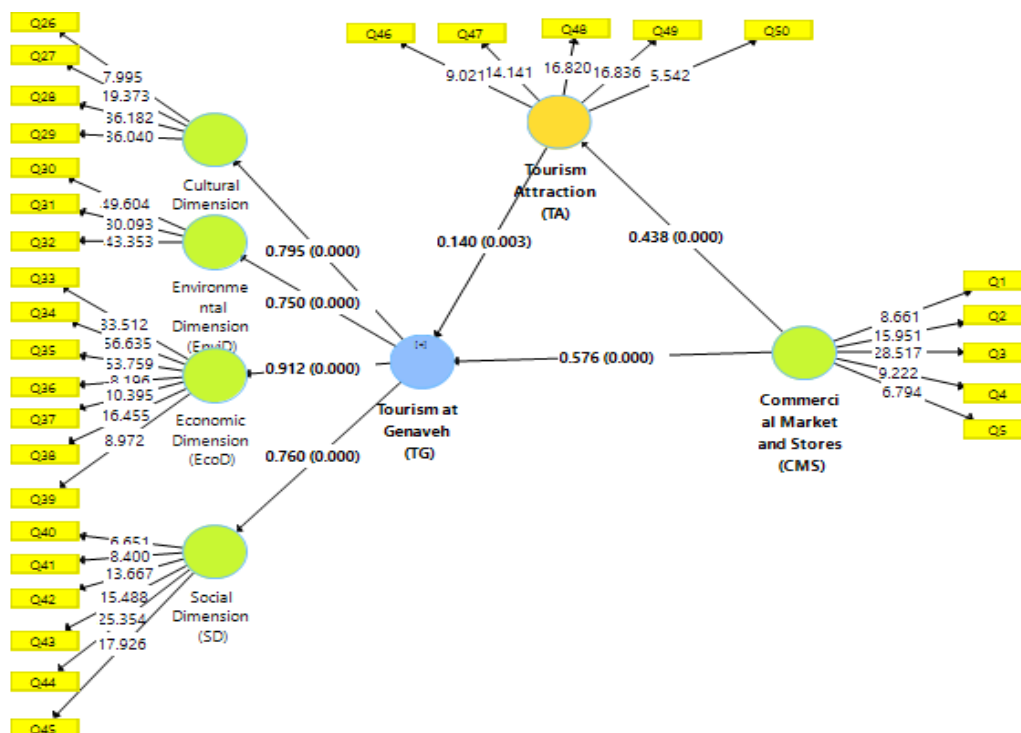 Q26
Q27
Q28
Q29
Q30
Q31
Q32
Q33
Q34
Q35
Q36
Q37
Q38
Q39
Q40
Q41
Q42
Q43
Q44
Q45
7.995
19.373
36.182
36.040
Cultural
Dimension
49.604
30.093
43.353
Environme
ntal
Dimension
(EnviD)
33.512
56.635
53.759
8.196
10.395
16.455
8.972
Economic
Dimension
(EcoD)
6.651
8.400
13.667
15.488
25.354
17.926
Social
Dimension
(SD)
0.795 (0.000)
0.750 (0.000)
0.912 (0.000)
0.760 (0.000)
[+]
Tourism at
Genaveh
(TG)
Q46
Q47
Q48
Q49
Q50
9.021
14.141
16.820
16.836
5.542
Tourism
Attraction
(TA)
0.140 (0.003)
0.438 (0.000)
0.576 (0.000)
Commerci
al Market
and Stores
(CMS)
8.661
15.951
28.517
9.222
6.794
Q1
Q2
Q3
Q4
Q5